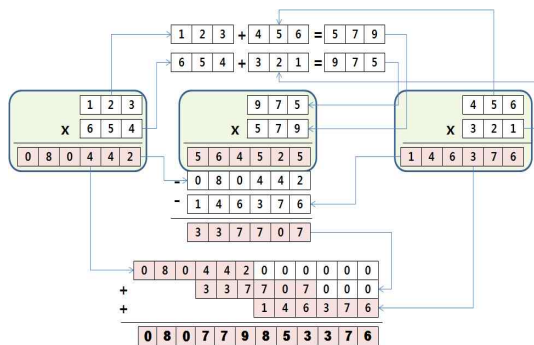 1 2 3 + 4 5 6 = 5 7 9
6 5 4 + 3 2 1 = 9 7 5
1 2 3
x 6 5 4
0 8 0 4 4 2
9 7 5
x 5 7 9
5 6 4 5 2 5
- 0 8 0 4 4 2
- 1 4 6 3 7 6
3 3 7 7 0 7
4 5 6
x 3 2 1
1 4 6 3 7 6
0 8 0 4 4 2 0 0 0 0 0 0
+ 3 3 7 7 0 7 0 0 0
+ 1 4 6 3 7 6
0 8 0 7 7 9 8 5 3 3 7 6